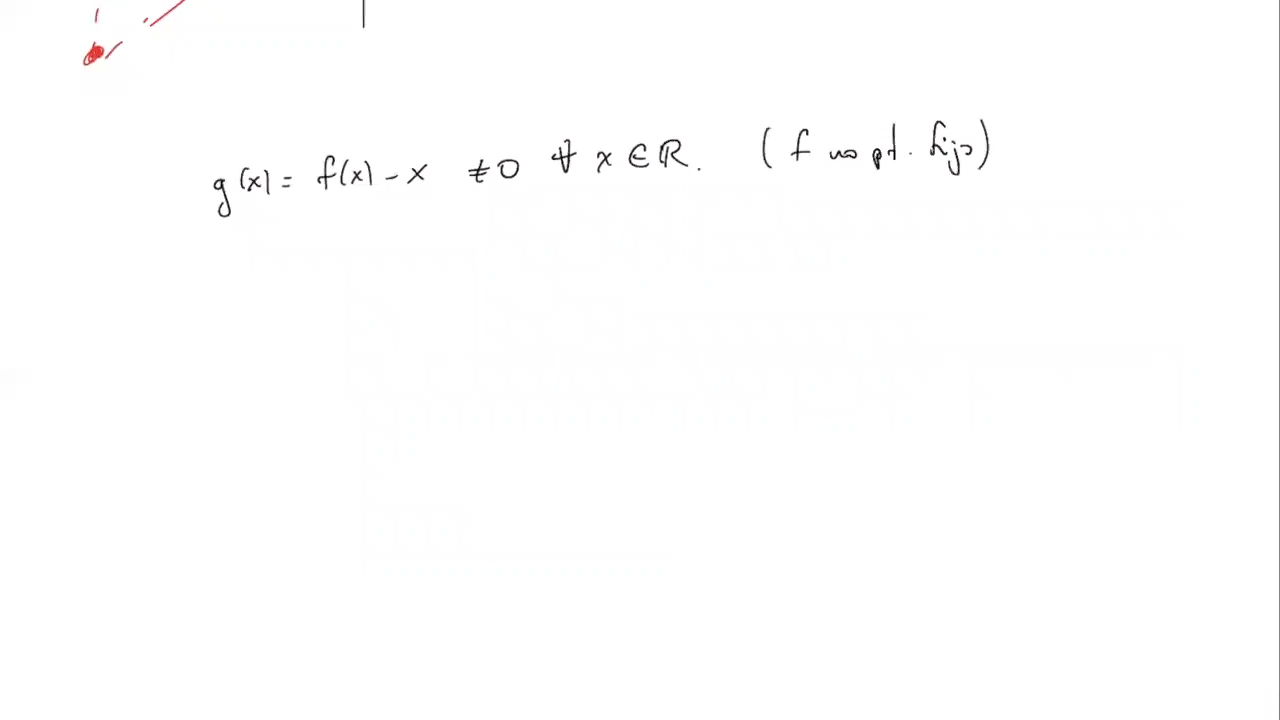 g(x) = f(x) - x ≠ 0 ∀ x ∈ ℝ. (f no pt. fijo)